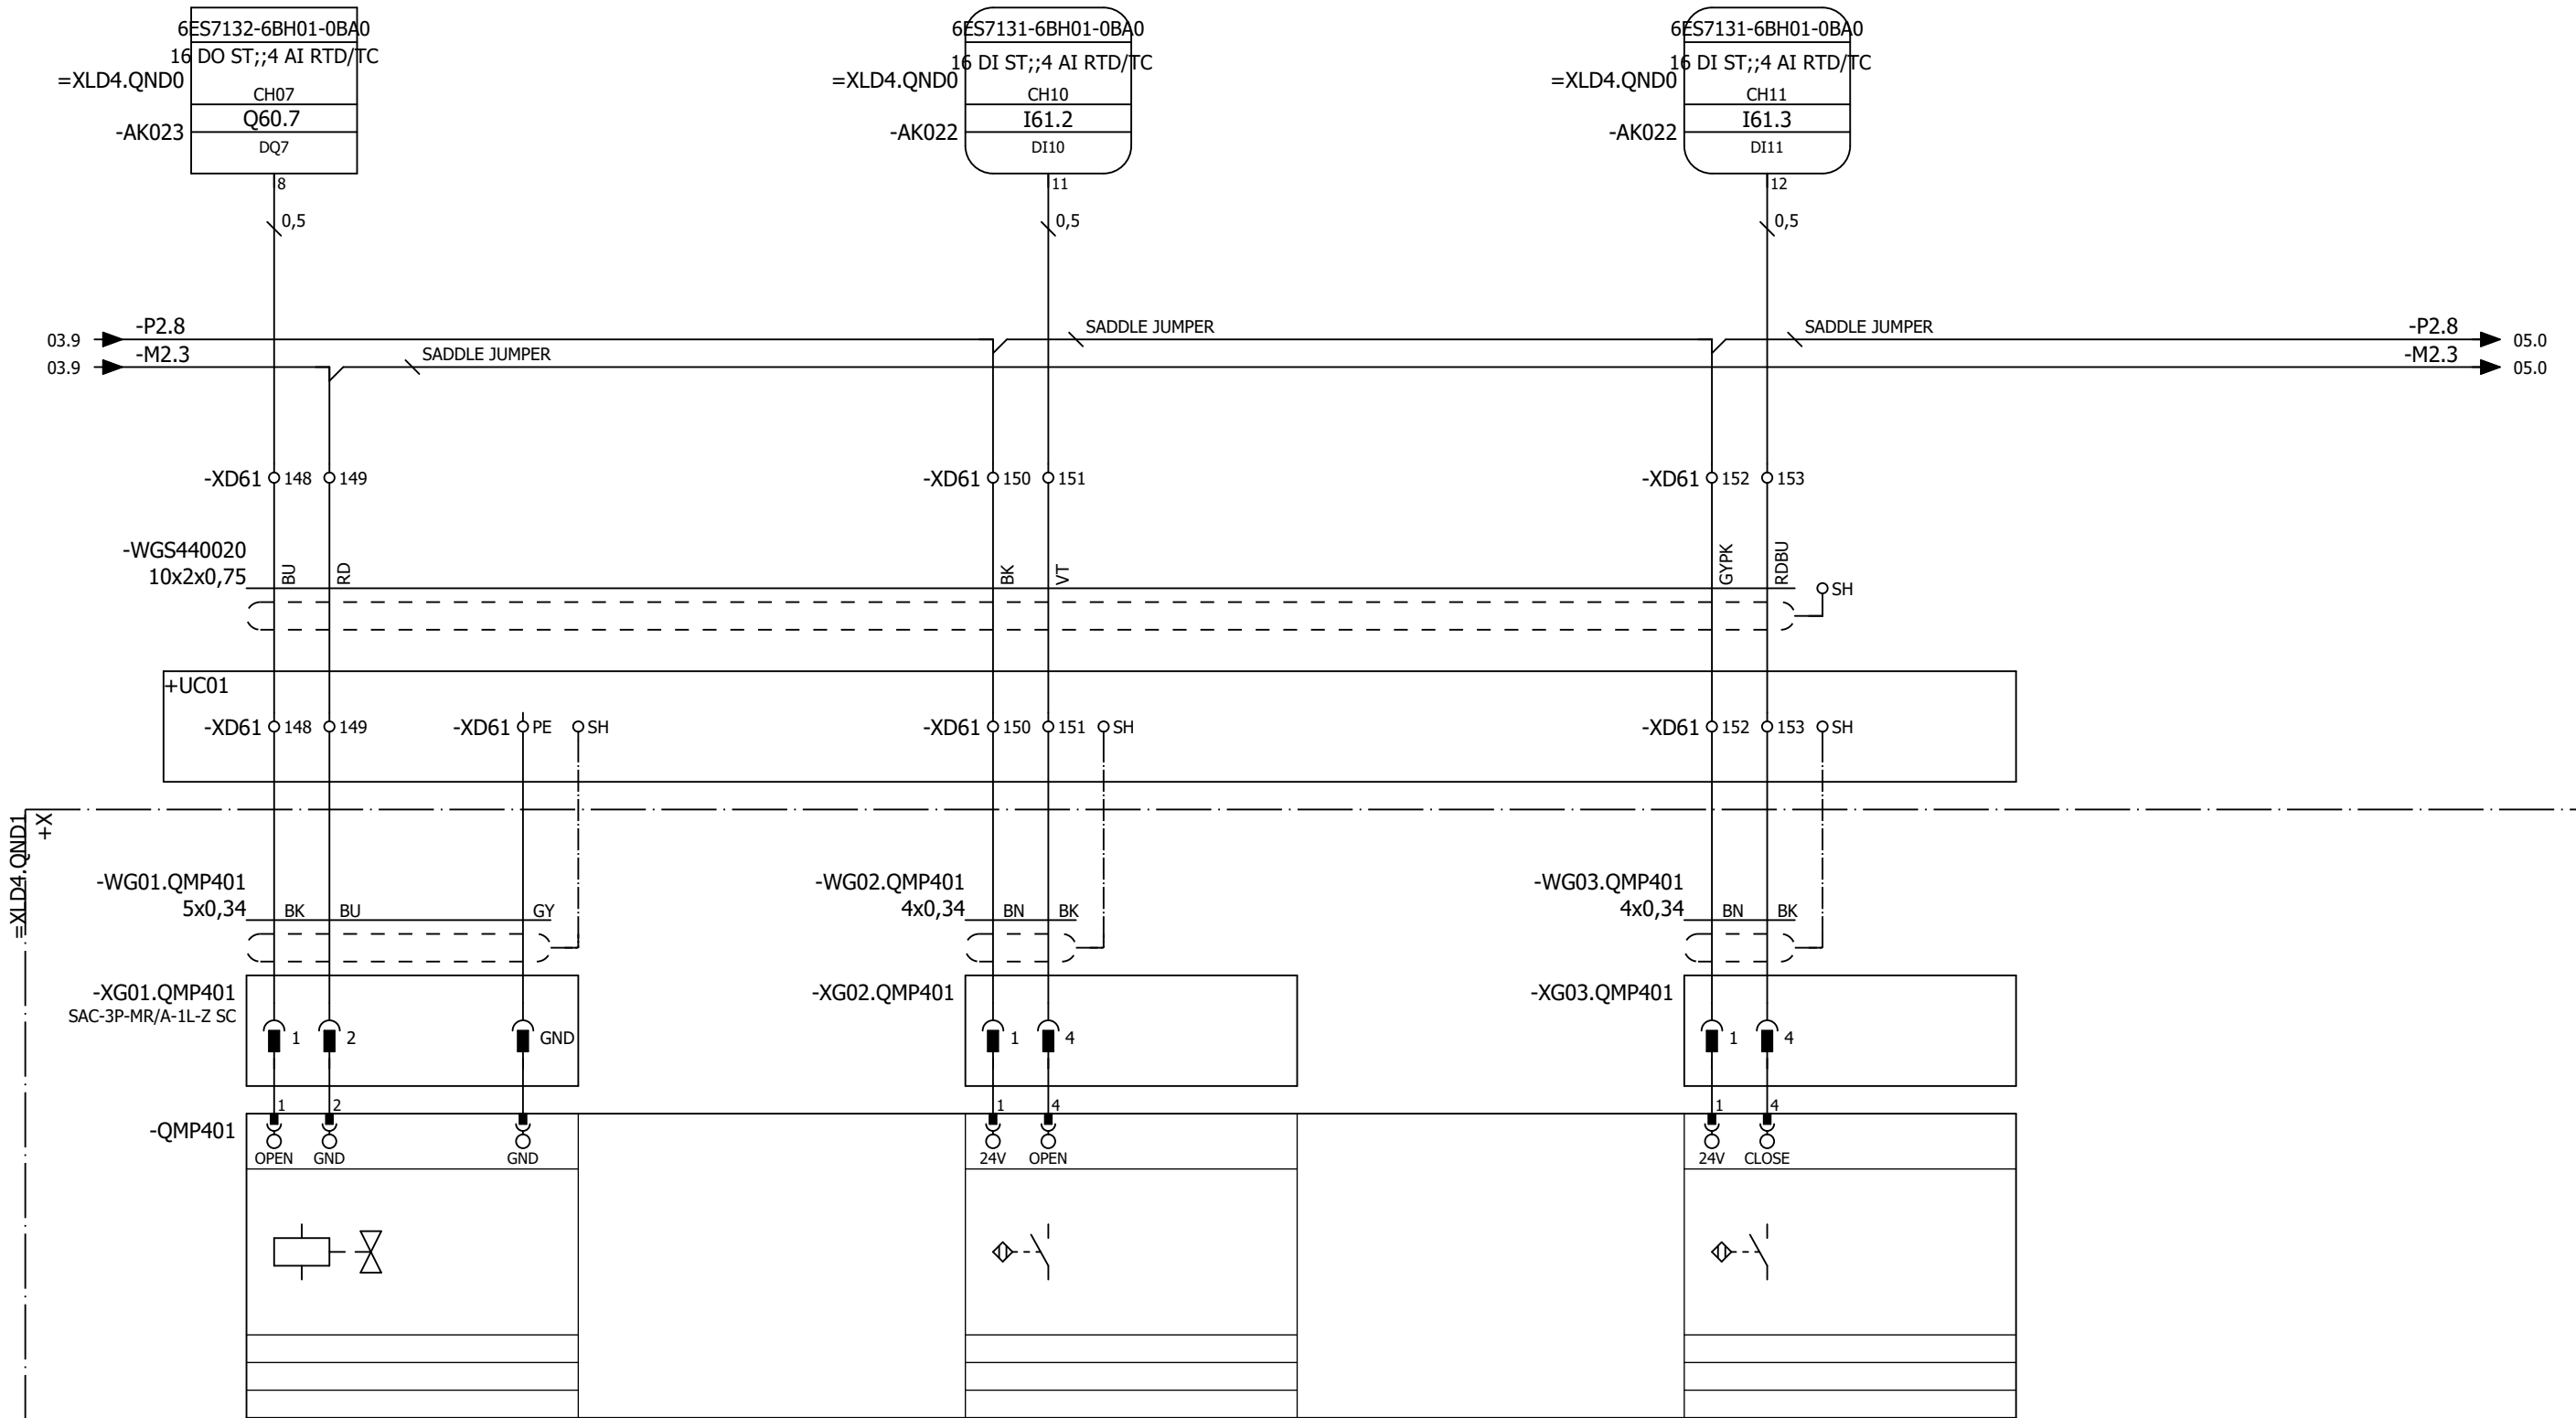 6ES7132-6BH01-0BA0
16 DO ST;;4 AI RTD/TC
=XLD4.QND0
CH07
Q60.7
-AK023
DQ7
8
0,5
6ES7131-6BH01-0BA0
16 DI ST;;4 AI RTD/TC
=XLD4.QND0
CH10
I61.2
-AK022
DI10
11
0,5
6ES7131-6BH01-0BA0
16 DI ST;;4 AI RTD/TC
=XLD4.QND0
CH11
I61.3
-AK022
DI11
12
0,5
03.9 -P2.8 SADDLE JUMPER SADDLE JUMPER -P2.8 05.0
03.9 -M2.3 SADDLE JUMPER -M2.3 05.0
-XD61 148 149 -XD61 150 151 -XD61 152 153
-WGS440020
10x2x0,75 BU RD BK VT GYPK RDBU SH
+UC01
-XD61 148 149 -XD61 PE SH -XD61 150 151 SH -XD61 152 153 SH
=XLD4.QND1
+X
-WG01.QMP401 -WG02.QMP401 -WG03.QMP401
5x0,34 BK BU GY 4x0,34 BN BK 4x0,34 BN BK
-XG01.QMP401 -XG02.QMP401 -XG03.QMP401
SAC-3P-MR/A-1L-Z SC
1 2 GND 1 4 1 4
1 2 1 4 1 4
-QMP401
OPEN GND GND 24V OPEN 24V CLOSE